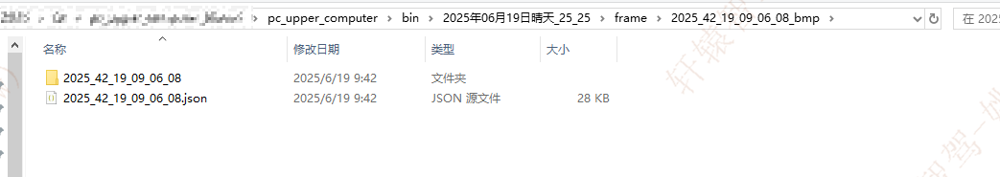 pc_upper_computer › bin › 2025年06月19日晴天_25_25 › frame › 2025_42_19_09_06_08_bmp › 在 2025
名称 修改日期 类型 大小
2025_42_19_09_06_08 2025/6/19 9:42 文件夹
2025_42_19_09_06_08.json 2025/6/19 9:42 JSON 源文件 28 KB
轩辕